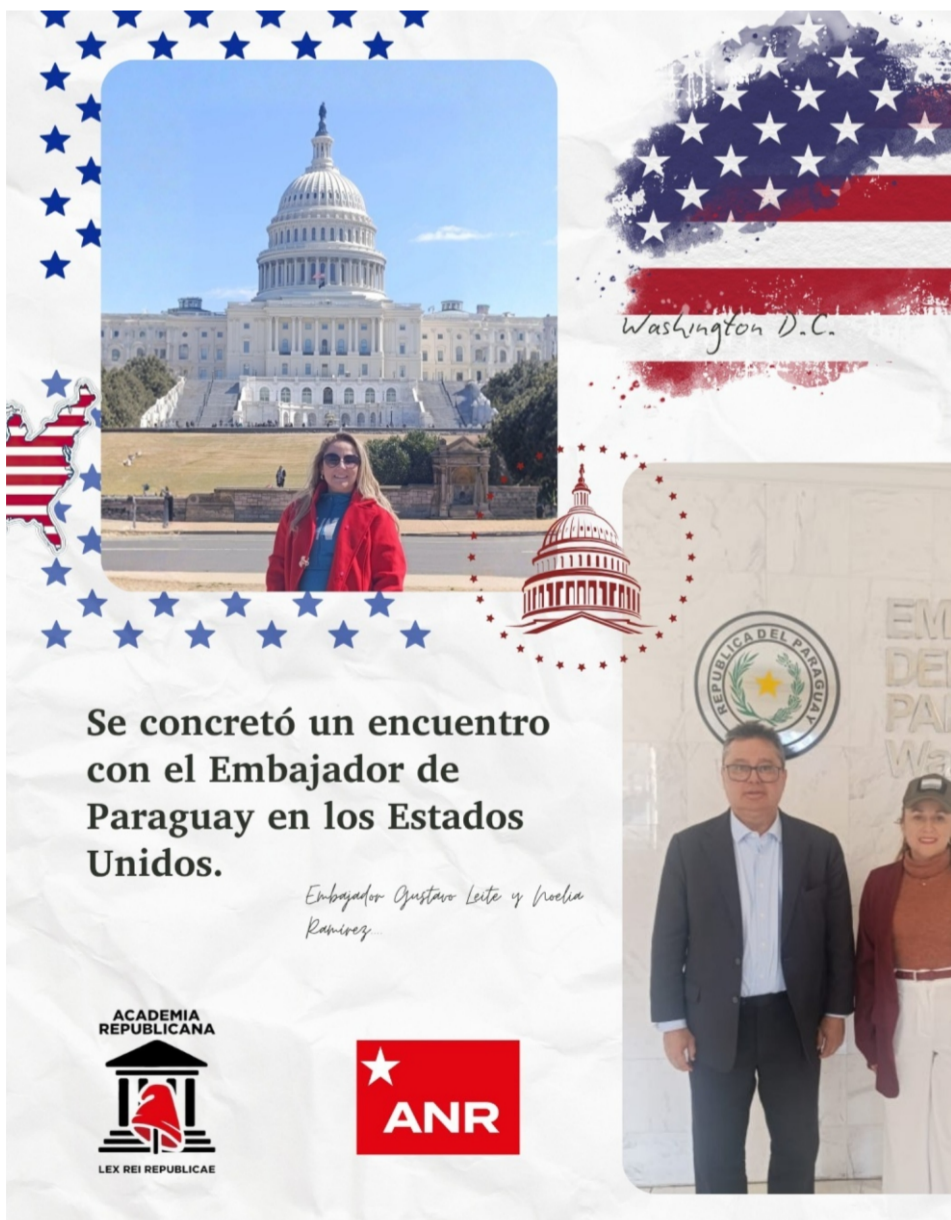 Washington D.C.
REPUBLICA DEL PARAGUAY
Se concretó un encuentro
con el Embajador de
Paraguay en los Estados
Unidos.
Embajador Gustavo Leite y Noelia
Ramirez...
ACADEMIA
REPUBLICANA
LEX REI REPUBLICAE
ANR